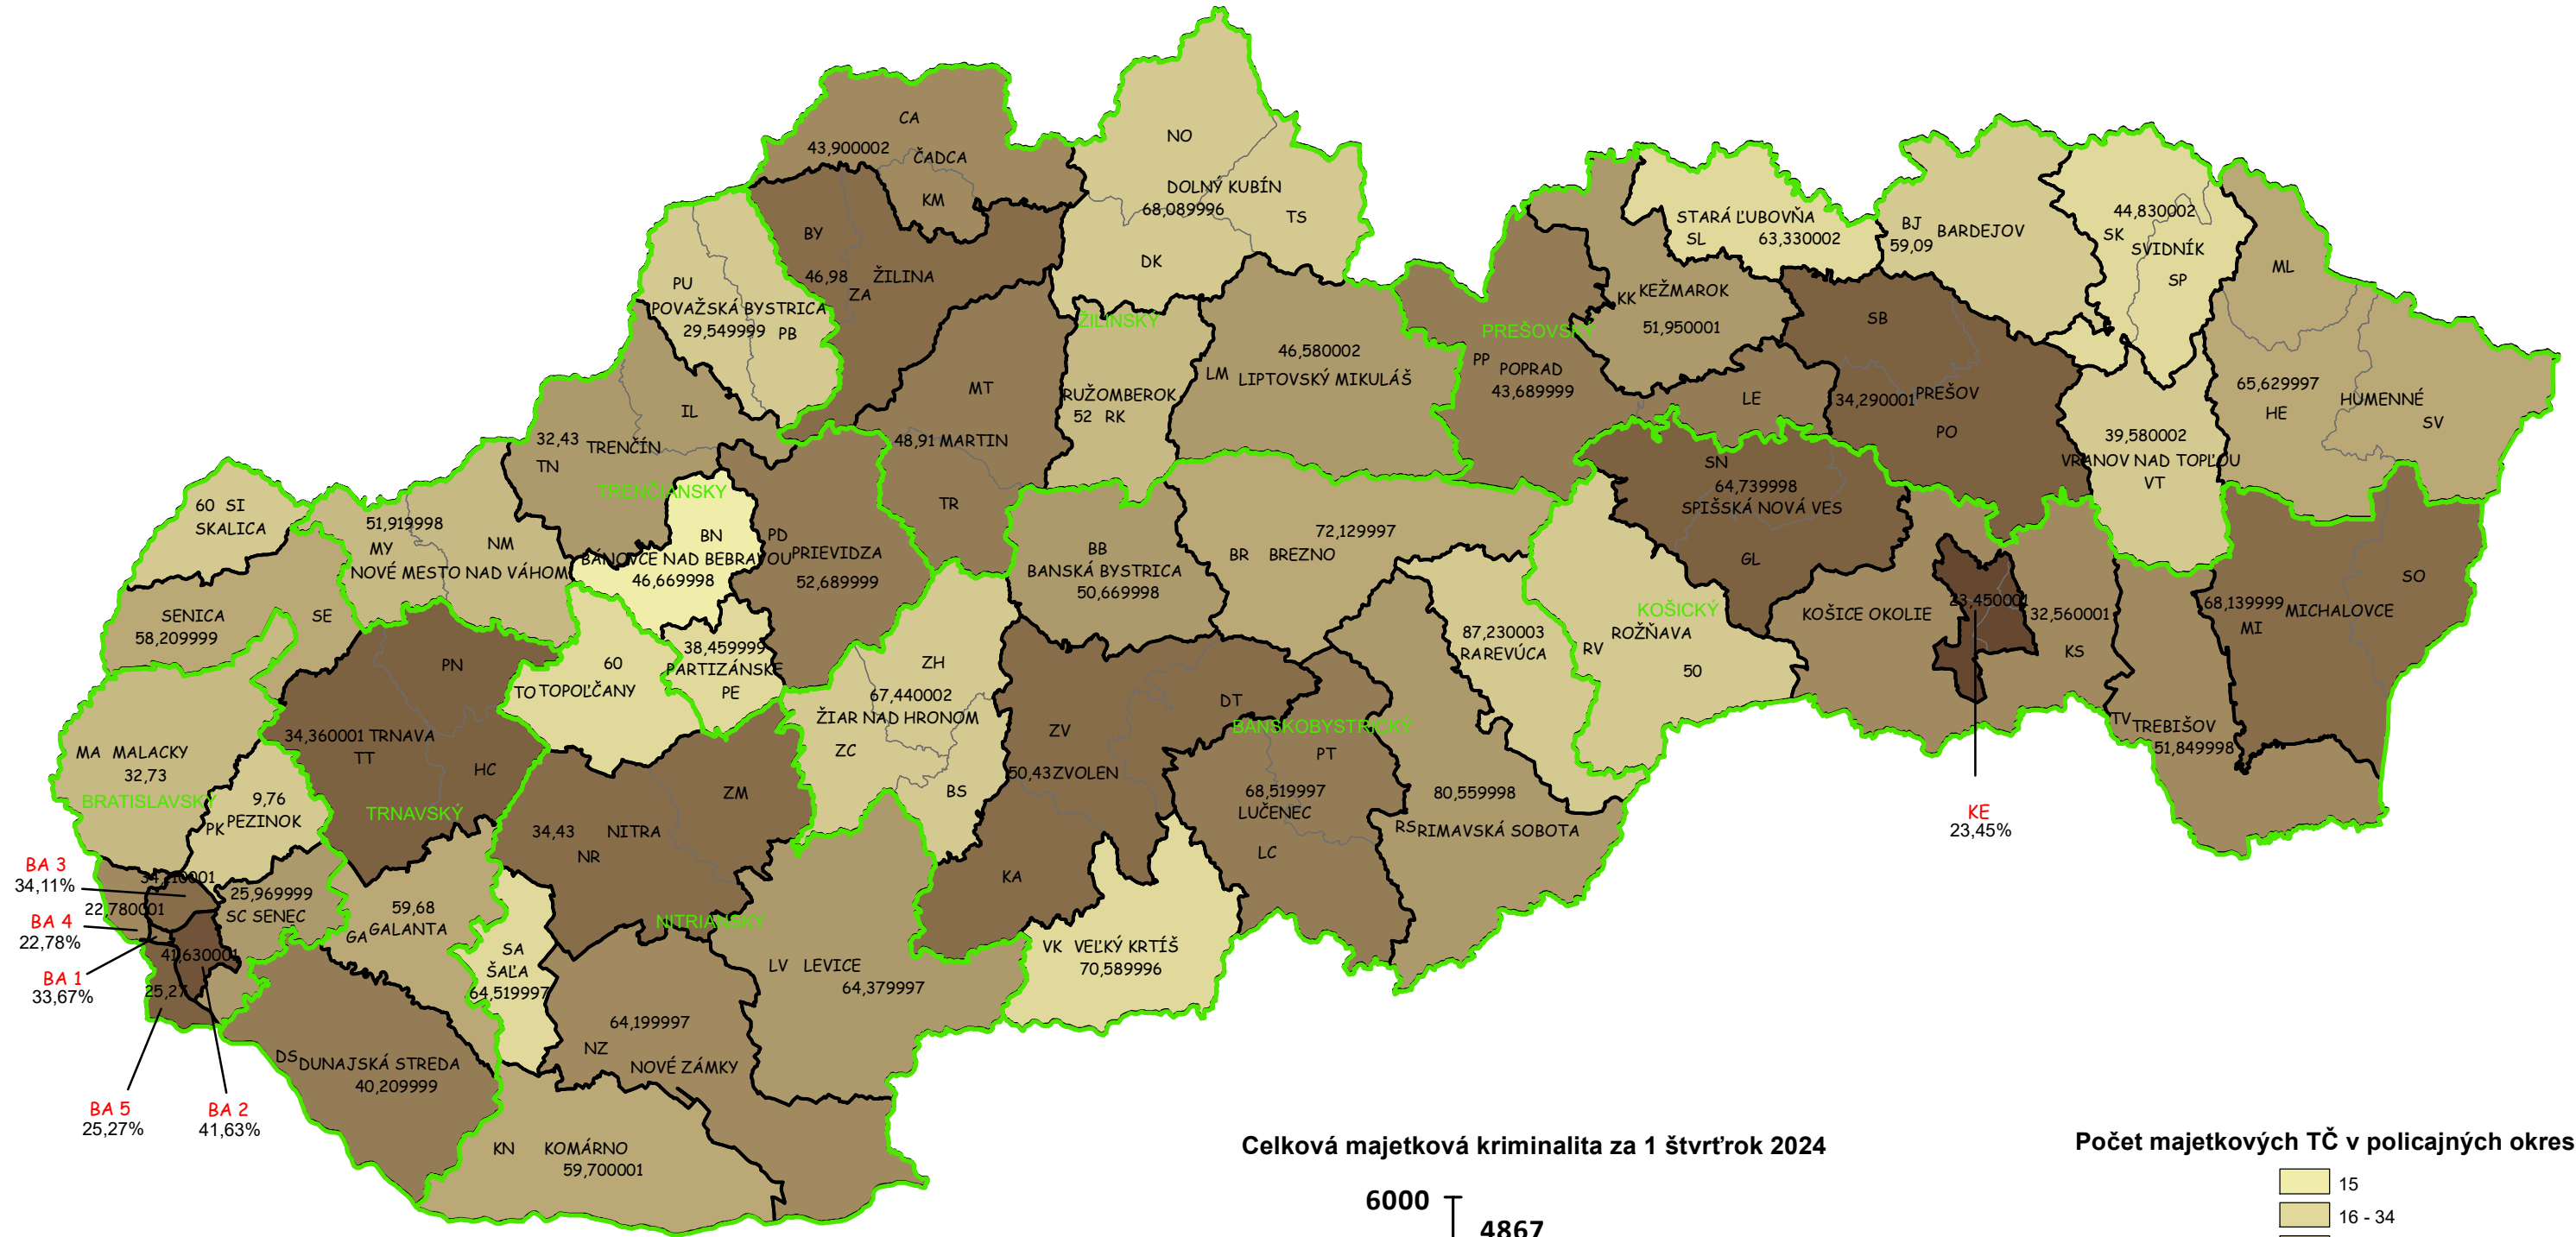 CA
43,900002
ČADCA
KM
NO
DOLNÝ KUBÍN
68,089996
TS
DK
BY
46,98 ŽILINA
ZA
PU
POVAŽSKÁ BYSTRICA
29,549999 PB
ŽILINSKÝ
STARÁ ĽUBOVŇA
SL 63,330002
BJ BARDEJOV
59,09
44,830002
SK
SVIDNÍK
SP
ML
KK KEŽMAROK
51,950001
PREŠOVSKÝ
SB
PP POPRAD
43,689999
LE
34,290001 PREŠOV
PO
65,629997
HUMENNÉ
HE
SV
39,580002
VRANOV NAD TOPĽOU
VT
46,580002
LM LIPTOVSKÝ MIKULÁŠ
MT
RUŽOMBEROK
52 RK
48,91 MARTIN
TR
IL
32,43 TRENČÍN
TN
TRENČIANSKY
60 SI
SKALICA
51,919998
MY
NM
NOVÉ MESTO NAD VÁHOM
BN
BÁNOVCE NAD BEBRAVOU
46,669998
PD
PRIEVIDZA
52,689999
BB
BANSKÁ BYSTRICA
50,669998
72,129997
BR BREZNO
SN
64,739998
SPIŠSKÁ NOVÁ VES
GL
SENICA
58,209999
SE
PN
60
TO TOPOĽČANY
38,459999
PARTIZÁNSKE
PE
ZH
67,440002
ŽIAR NAD HRONOM
ZC
BS
87,230003
RA REVÚCA
KOŠICKÝ
ROŽŇAVA
RV
50
KOŠICE OKOLIE
23,450001
32,560001
KS
68,139999 MICHALOVCE
MI
SO
TV TREBIŠOV
51,849998
KE
23,45%
MA MALACKY
32,73
BRATISLAVSKÝ
34,360001 TRNAVA
TT
HC
TRNAVSKÝ
9,76
PK PEZINOK
ZM
34,43 NITRA
NR
DT
ZV
BANSKOBYSTRICKÝ
PT
50,43 ZVOLEN
KA
68,519997
LUČENEC
LC
80,559998
RS RIMAVSKÁ SOBOTA
BA 3
34,11%
22,780001
BA 4
22,78%
BA 1
33,67%
25,969999
SC SENEC
41,630001
25,27
59,68
GA GALANTA
SA
ŠAĽA
64,519997
NITRIANSKY
LV LEVICE
64,379997
VK VEĽKÝ KRTÍŠ
70,589996
64,199997
NZ
NOVÉ ZÁMKY
DS DUNAJSKÁ STREDA
40,209999
BA 5
25,27%
BA 2
41,63%
KN KOMÁRNO
59,700001
Celková majetková kriminalita za 1 štvrťrok 2024
6000
4867
Počet majetkových TČ v policajných okres
15
16 - 34